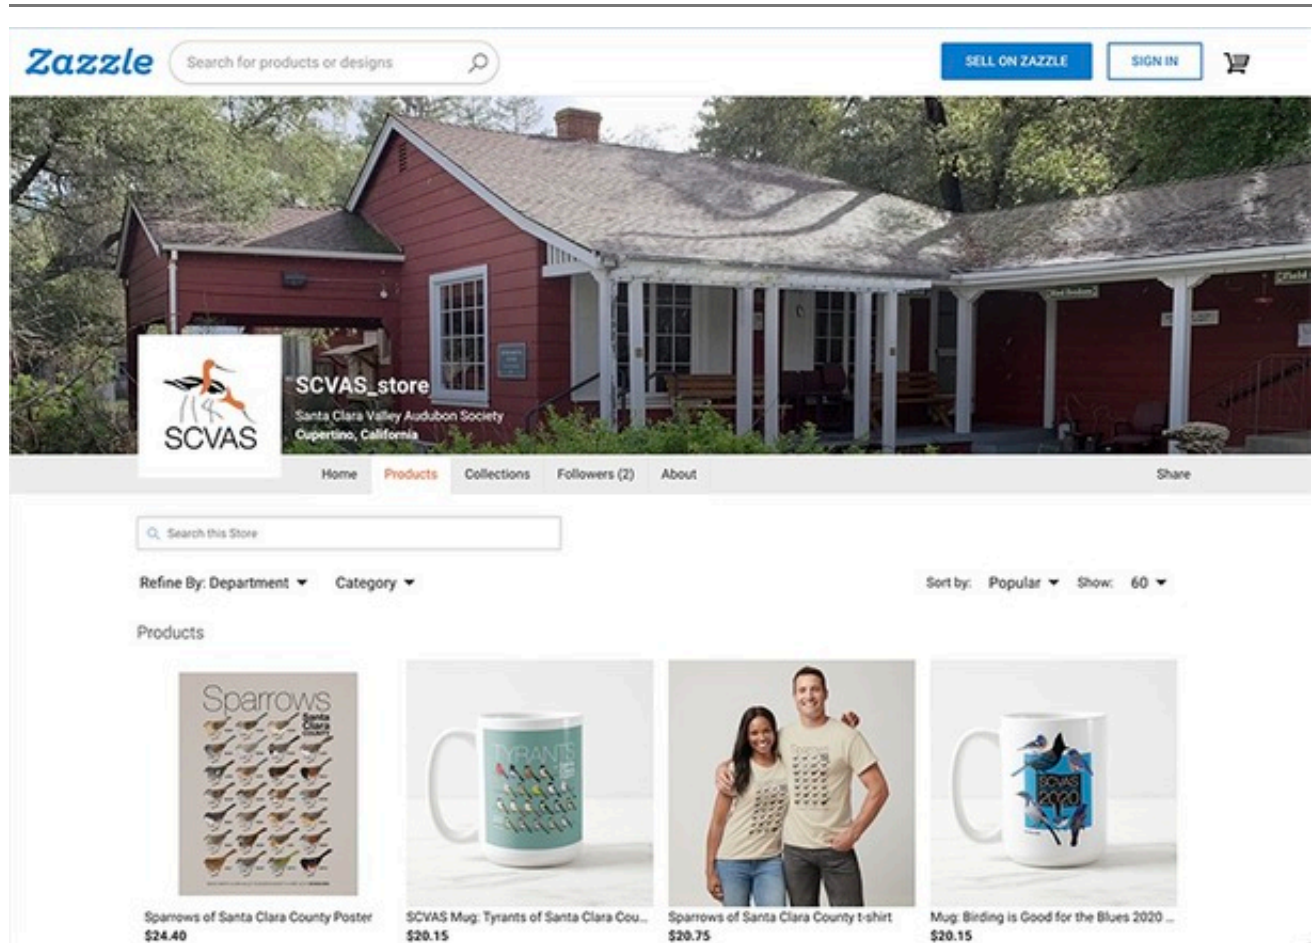 Zazzle
Search for products or designs
SELL ON ZAZZLE
SIGN IN
SCVAS
SCVAS_store
Santa Clara Valley Audubon Society
Cupertino, California
Home Products Collections Followers (2) About Share
Search this Store
Refine By: Department Category Sort by: Popular Show: 60
Products
Sparrows
Santa
Clara
COUNTY
TYRANTS
Sparrows
SCVAS
2020
Sparrows of Santa Clara County Poster
$24.40
SCVAS Mug: Tyrants of Santa Clara Cou...
$20.15
Sparrows of Santa Clara County t-shirt
$20.75
Mug: Birding is Good for the Blues 2020 ...
$20.15